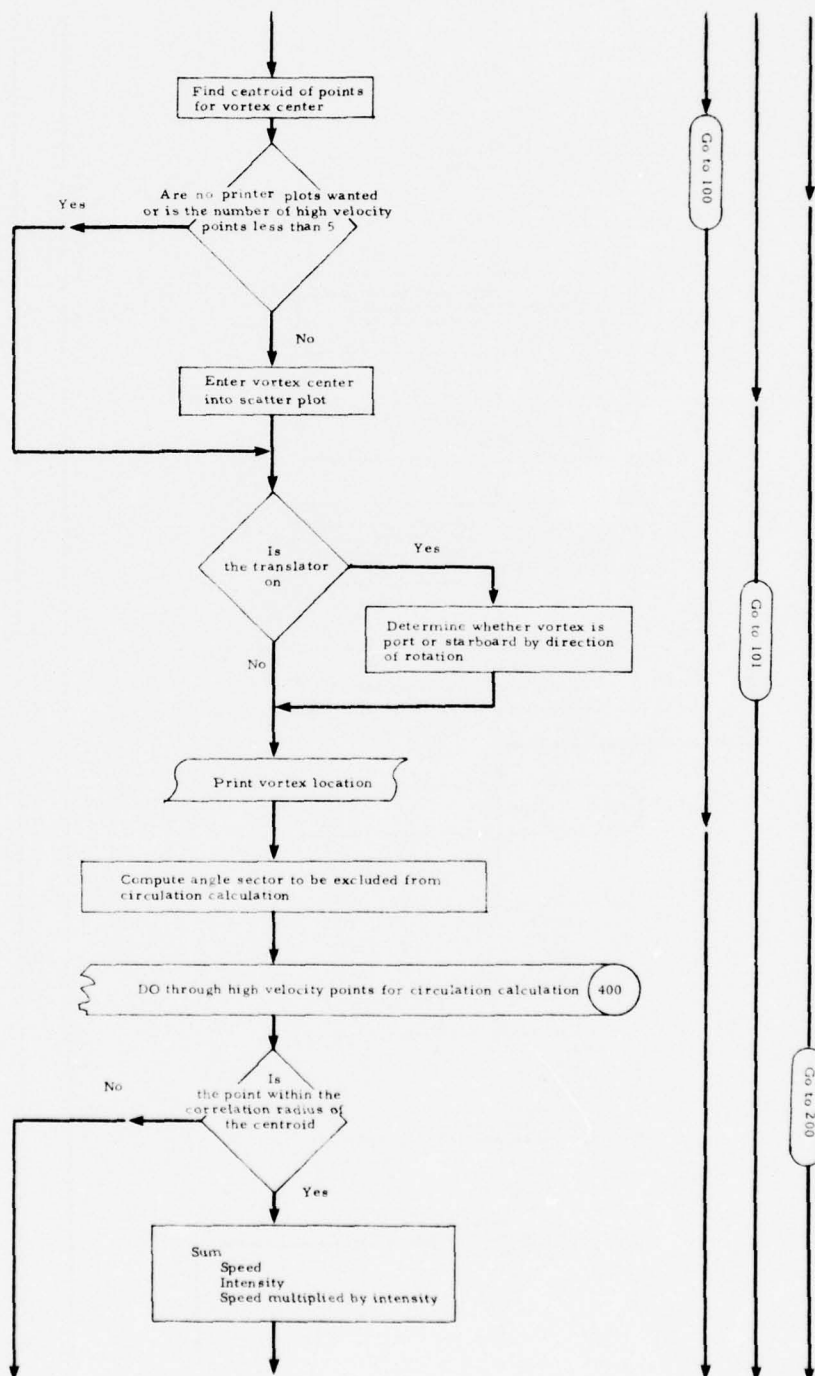 Find centroid of points
for vortex center
Are no printer plots wanted
or is the number of high velocity
points less than 5
Yes
No
Enter vortex center
into scatter plot
Is
the translator
on
Yes
No
Determine whether vortex is
port or starboard by direction
of rotation
Print vortex location
Compute angle sector to be excluded from
circulation calculation
DO through high velocity points for circulation calculation
400
Is
the point within the
correlation radius of
the centroid
No
Yes
Sum
Speed
Intensity
Speed multiplied by intensity
Go to 100
Go to 101
Go to 200